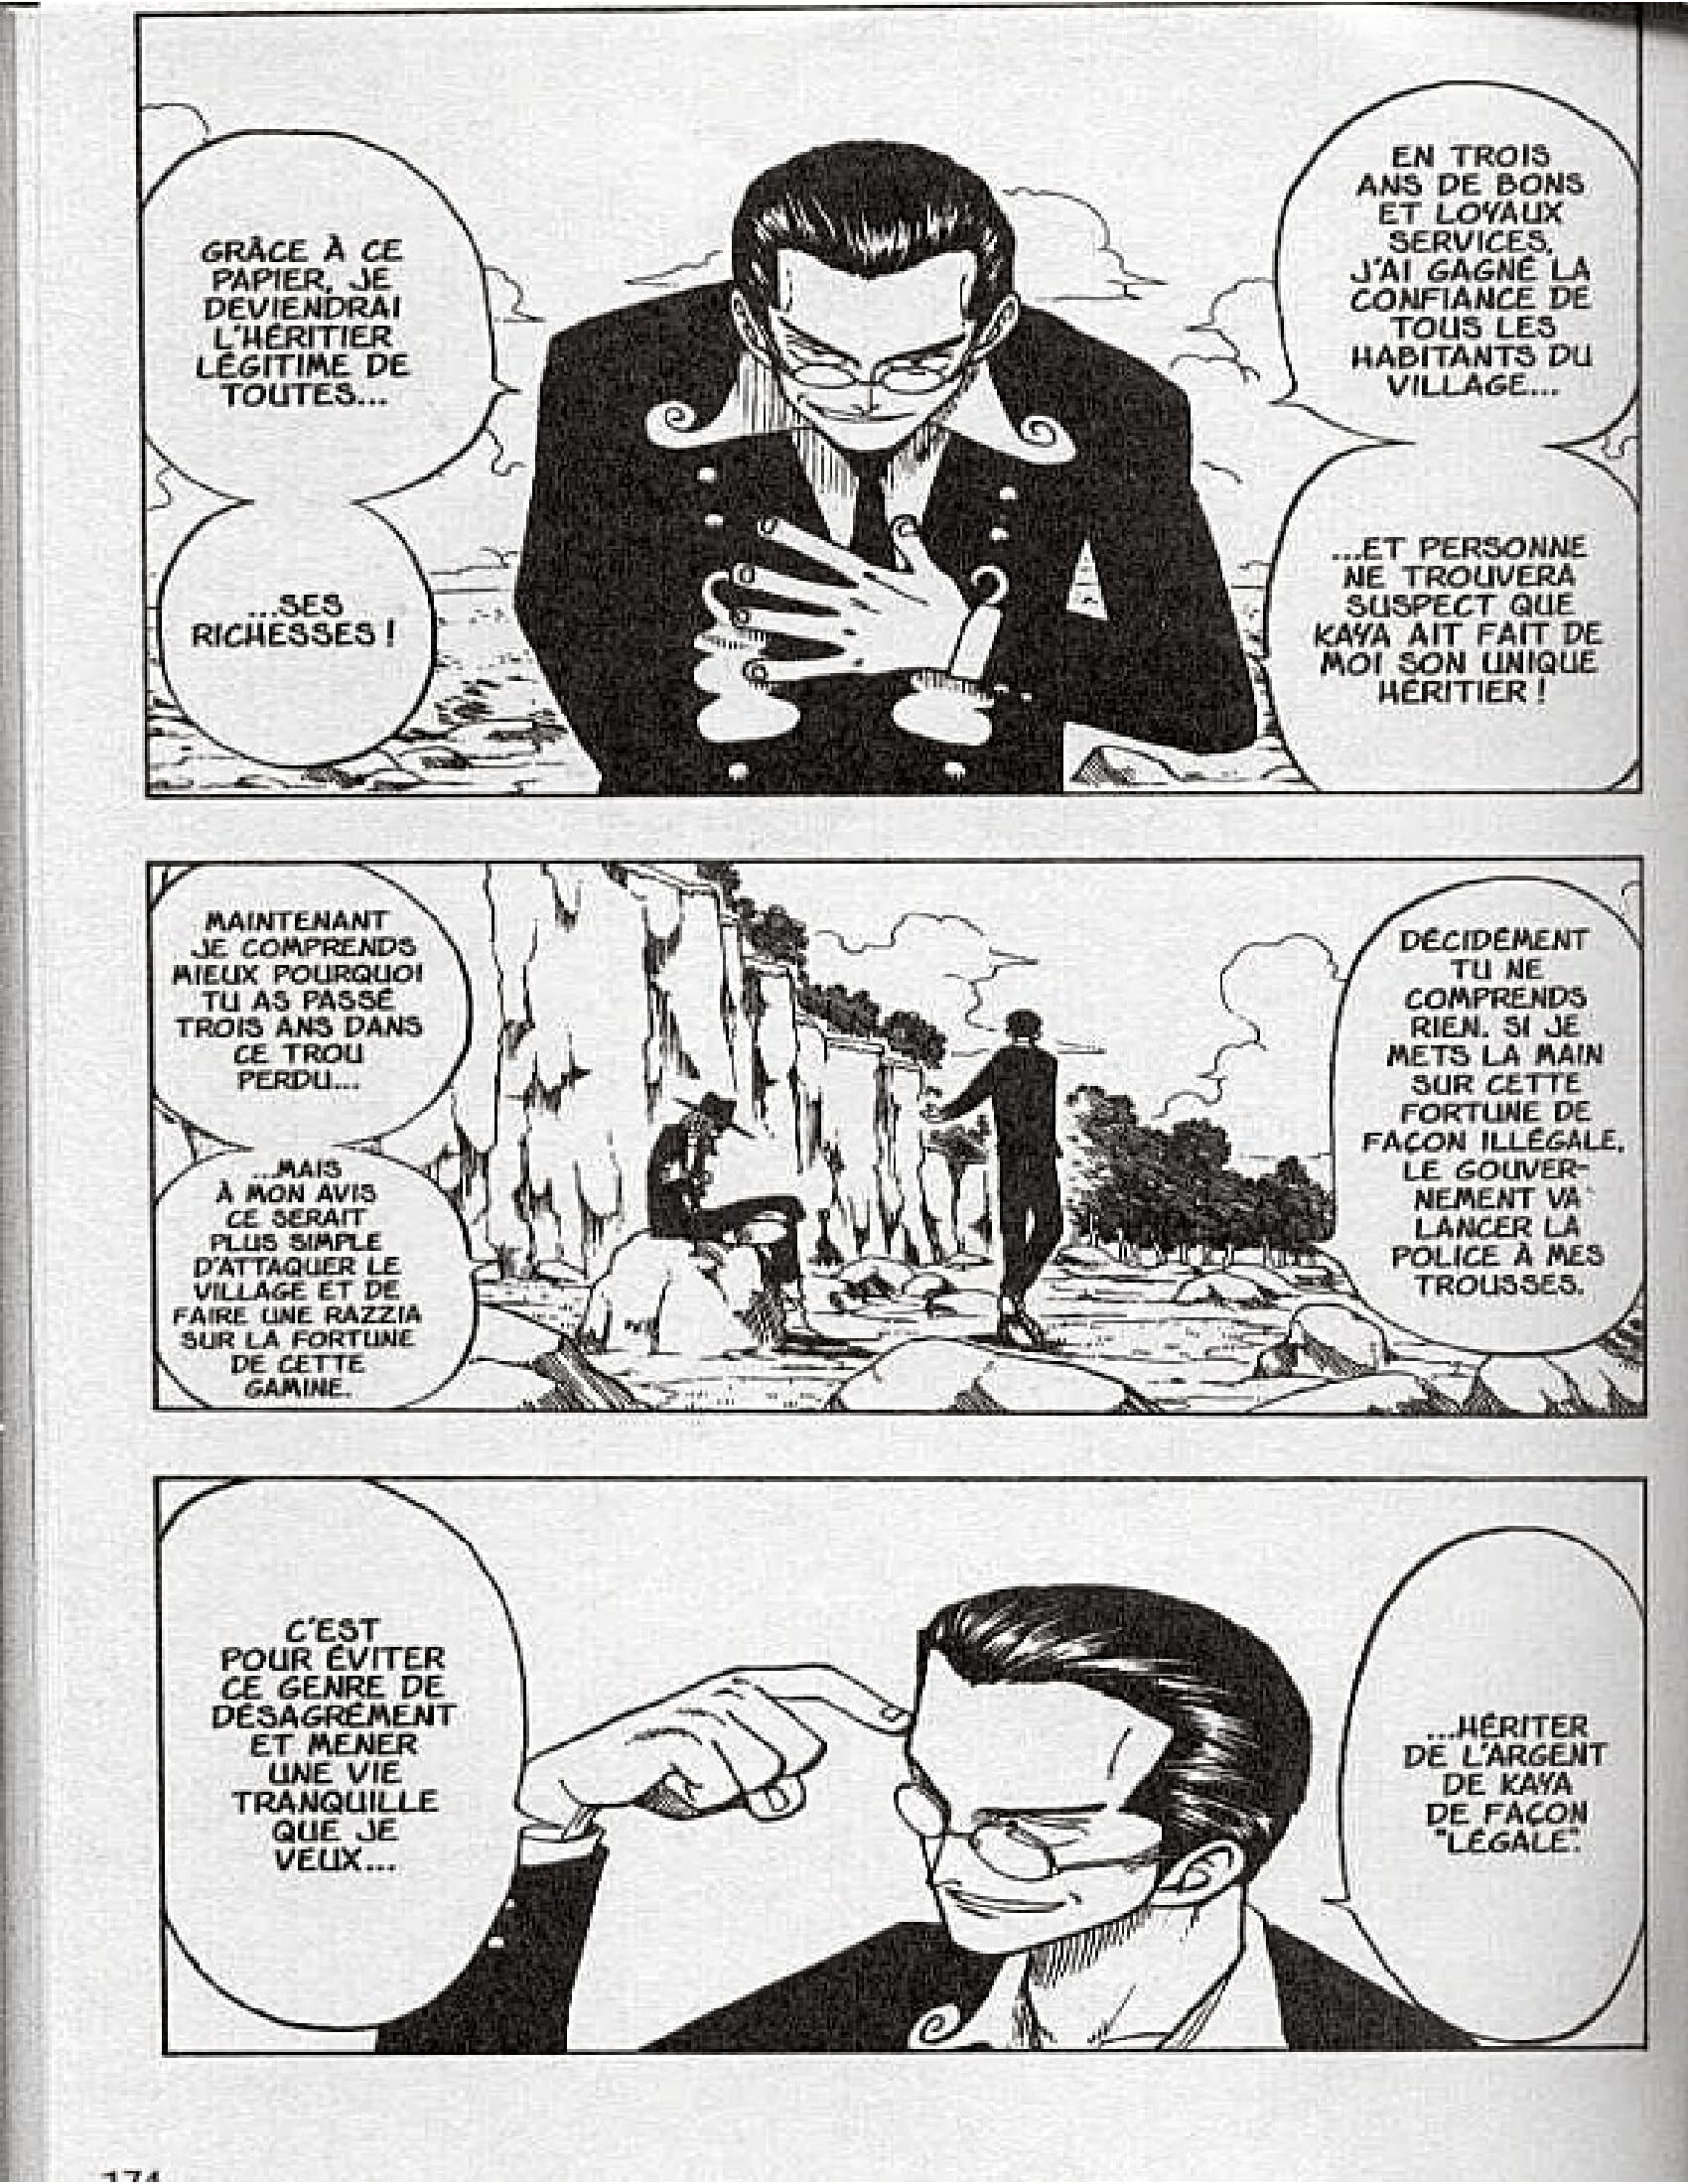 GRÂCE À CE
PAPIER, JE
DEVIENDRAI
L'HÉRITIER
LÉGITIME DE
TOUTES...
...SES
RICHESSES !
EN TROIS
ANS DE BONS
ET LOYAUX
SERVICES,
J'AI GAGNÉ LA
CONFIANCE DE
TOUS LES
HABITANTS DU
VILLAGE...
...ET PERSONNE
NE TROUVERA
SUSPECT QUE
KAYA AIT FAIT DE
MOI SON UNIQUE
HÉRITIER !
MAINTENANT
JE COMPRENDS
MIEUX POURQUOI
TU AS PASSÉ
TROIS ANS DANS
CE TROU
PERDU...
...MAIS
À MON AVIS
CE SERAIT
PLUS SIMPLE
D'ATTAQUER LE
VILLAGE ET DE
FAIRE UNE RAZZIA
SUR LA FORTUNE
DE CETTE
GAMINE.
DÉCIDÉMENT
TU NE
COMPRENDS
RIEN. SI JE
METS LA MAIN
SUR CETTE
FORTUNE DE
FAÇON ILLÉGALE,
LE GOUVER-
NEMENT VA
LANCER LA
POLICE À MES
TROUSSES.
C'EST
POUR ÉVITER
CE GENRE DE
DÉSAGRÉMENT
ET MENER
UNE VIE
TRANQUILLE
QUE JE
VEUX...
...HÉRITER
DE L'ARGENT
DE KAYA
DE FAÇON
"LÉGALE".